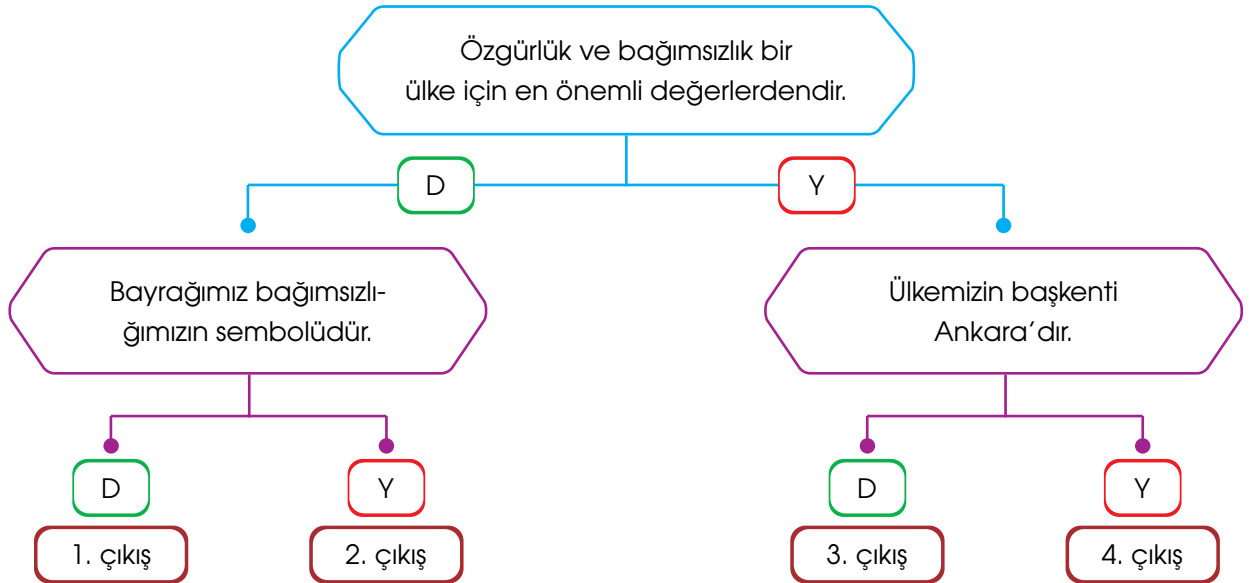 Özgürlük ve bağımsızlık bir
ülke için en önemli değerlerdendir.
D
Y
Bayrağımız bağımsızlı-
ğımızın sembolüdür.
Ülkemizin başkenti
Ankara’dır.
D
Y
D
Y
1. çıkış
2. çıkış
3. çıkış
4. çıkış